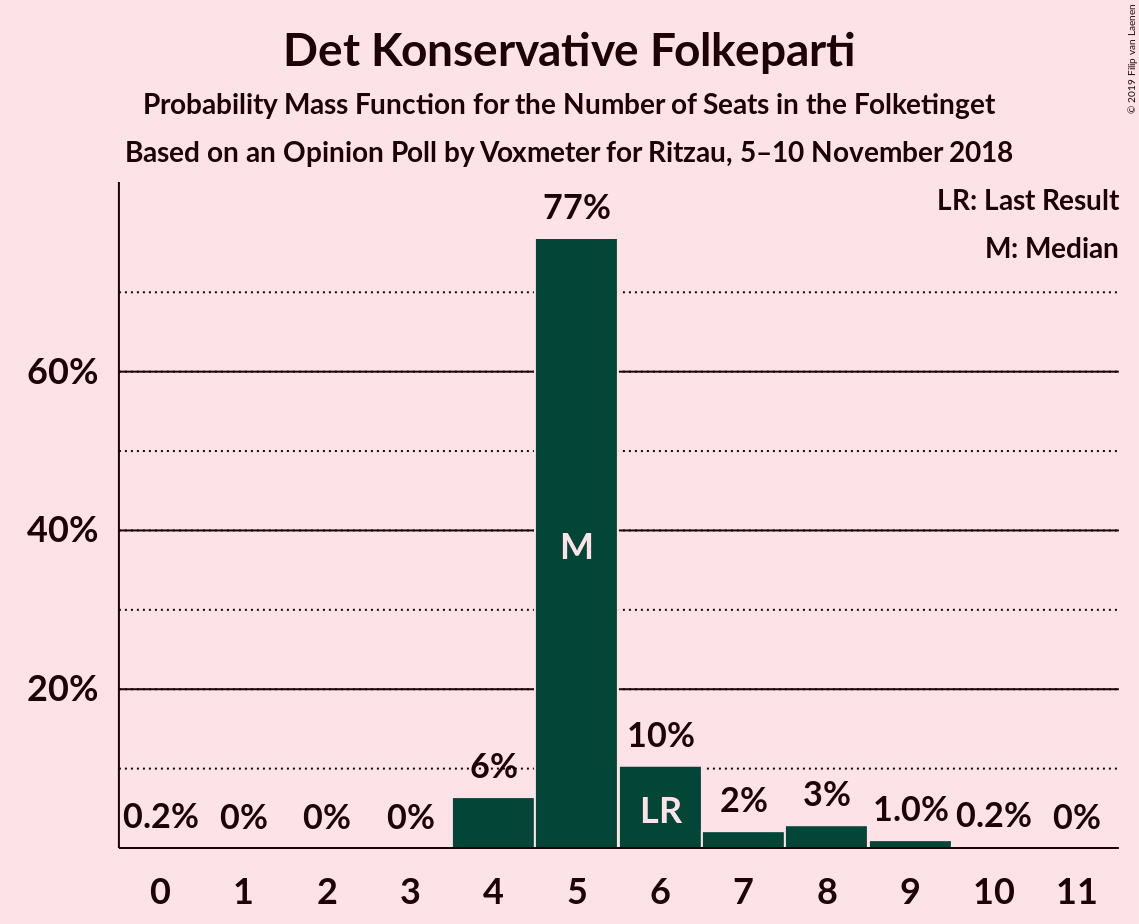 Det Konservative Folkeparti
Probability Mass Function for the Number of Seats in the Folketinget
Based on an Opinion Poll by Voxmeter for Ritzau, 5–10 November 2018
© 2019 Filip van Laenen
LR: Last Result
M: Median
77%
60%
40%
20%
M
10%
6%
LR
0.2%
0%
0%
0%
2%
3%
1.0%
0.2%
0%
0 1 2 3 4 5 6 7 8 9 10 11